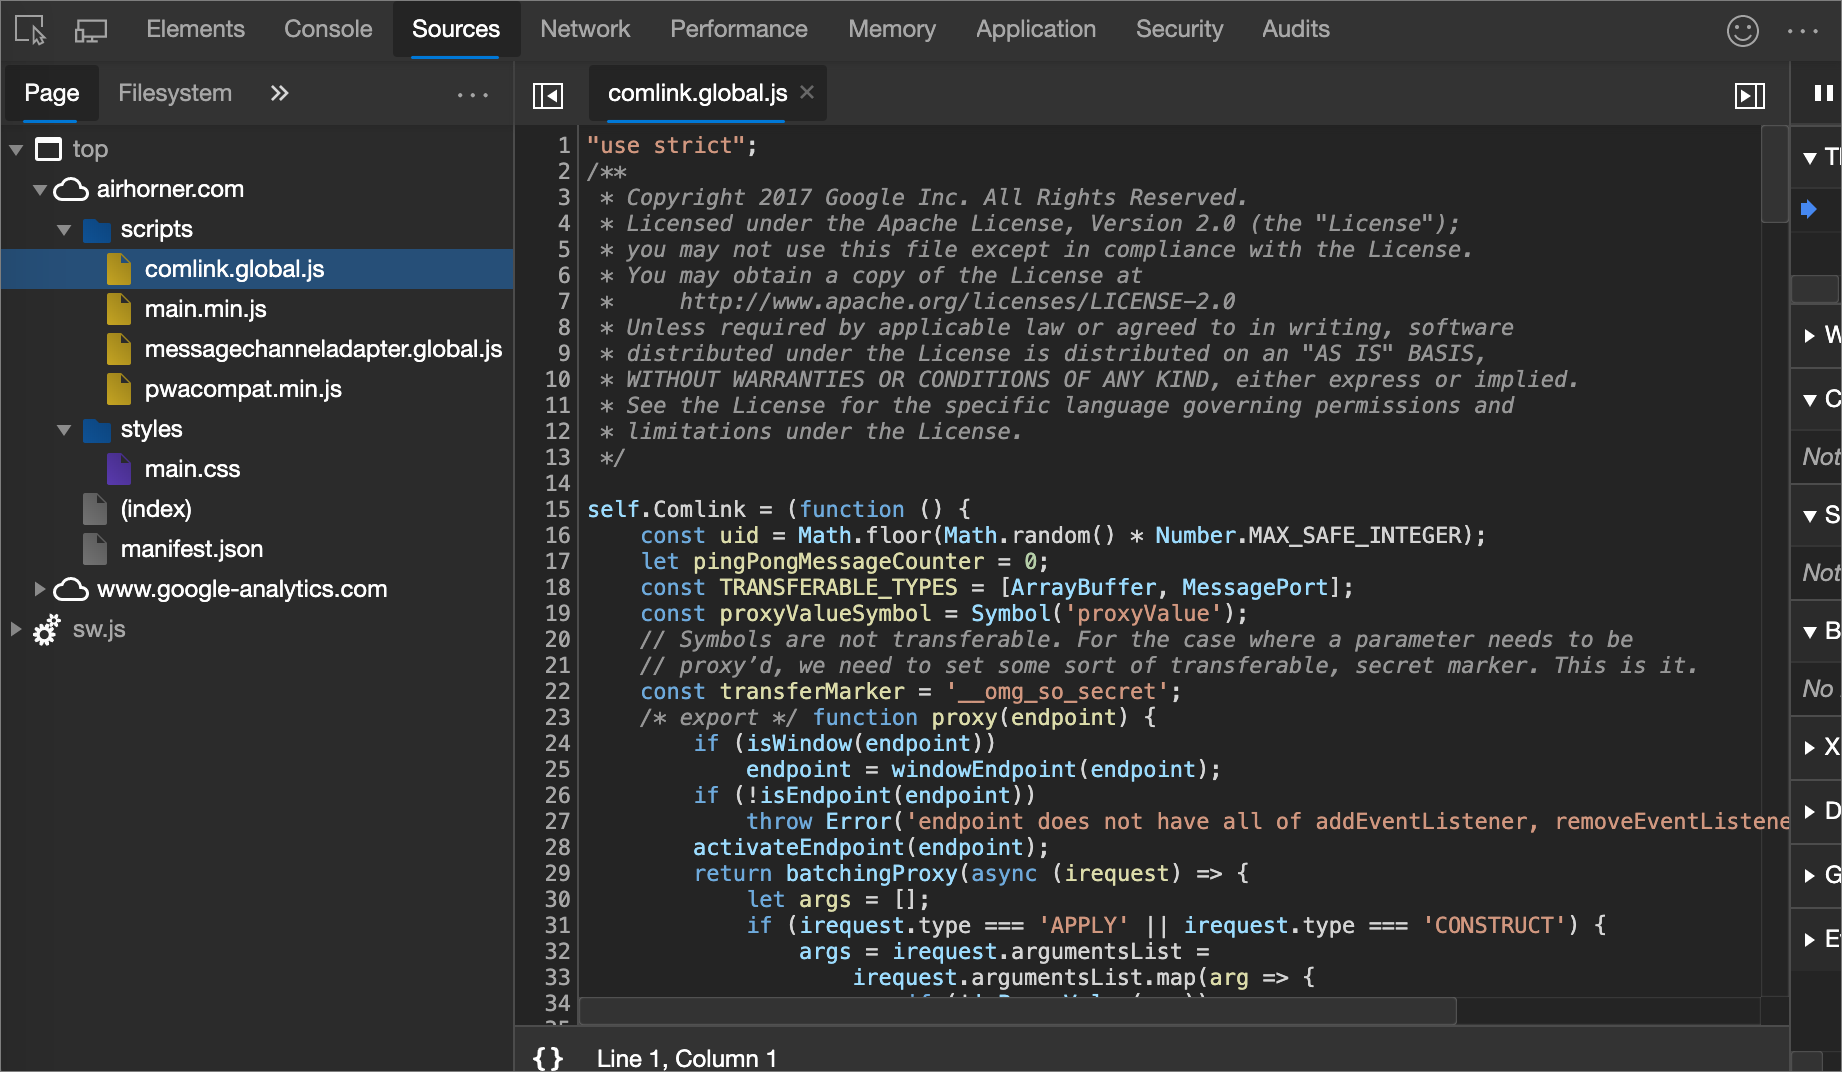 Elements Console Sources Network Performance Memory Application Security Audits
Page Filesystem
comlink.global.js
top
airhorner.com
scripts
comlink.global.js
main.min.js
messagechanneladapter.global.js
pwacompat.min.js
styles
main.css
(index)
manifest.json
www.google-analytics.com
sw.js
1 "use strict";
2 /**
3  * Copyright 2017 Google Inc. All Rights Reserved.
4  * Licensed under the Apache License, Version 2.0 (the "License");
5  * you may not use this file except in compliance with the License.
6  * You may obtain a copy of the License at
7  *     http://www.apache.org/licenses/LICENSE-2.0
8  * Unless required by applicable law or agreed to in writing, software
9  * distributed under the License is distributed on an "AS IS" BASIS,
10  * WITHOUT WARRANTIES OR CONDITIONS OF ANY KIND, either express or implied.
11  * See the License for the specific language governing permissions and
12  * limitations under the License.
13  */
14
15 self.Comlink = (function () {
16     const uid = Math.floor(Math.random() * Number.MAX_SAFE_INTEGER);
17     let pingPongMessageCounter = 0;
18     const TRANSFERABLE_TYPES = [ArrayBuffer, MessagePort];
19     const proxyValueSymbol = Symbol('proxyValue');
20     // Symbols are not transferable. For the case where a parameter needs to be
21     // proxy’d, we need to set some sort of transferable, secret marker. This is it.
22     const transferMarker = '__omg_so_secret';
23     /* export */ function proxy(endpoint) {
24         if (isWindow(endpoint))
25             endpoint = windowEndpoint(endpoint);
26         if (!isEndpoint(endpoint))
27             throw Error('endpoint does not have all of addEventListener, removeEventListene
28         activateEndpoint(endpoint);
29         return batchingProxy(async (irequest) => {
30             let args = [];
31             if (irequest.type === 'APPLY' || irequest.type === 'CONSTRUCT') {
32                 args = irequest.argumentsList =
33                     irequest.argumentsList.map(arg => {
34
{} Line 1, Column 1
W
C
Not
S
Not
B
No
X
D
G